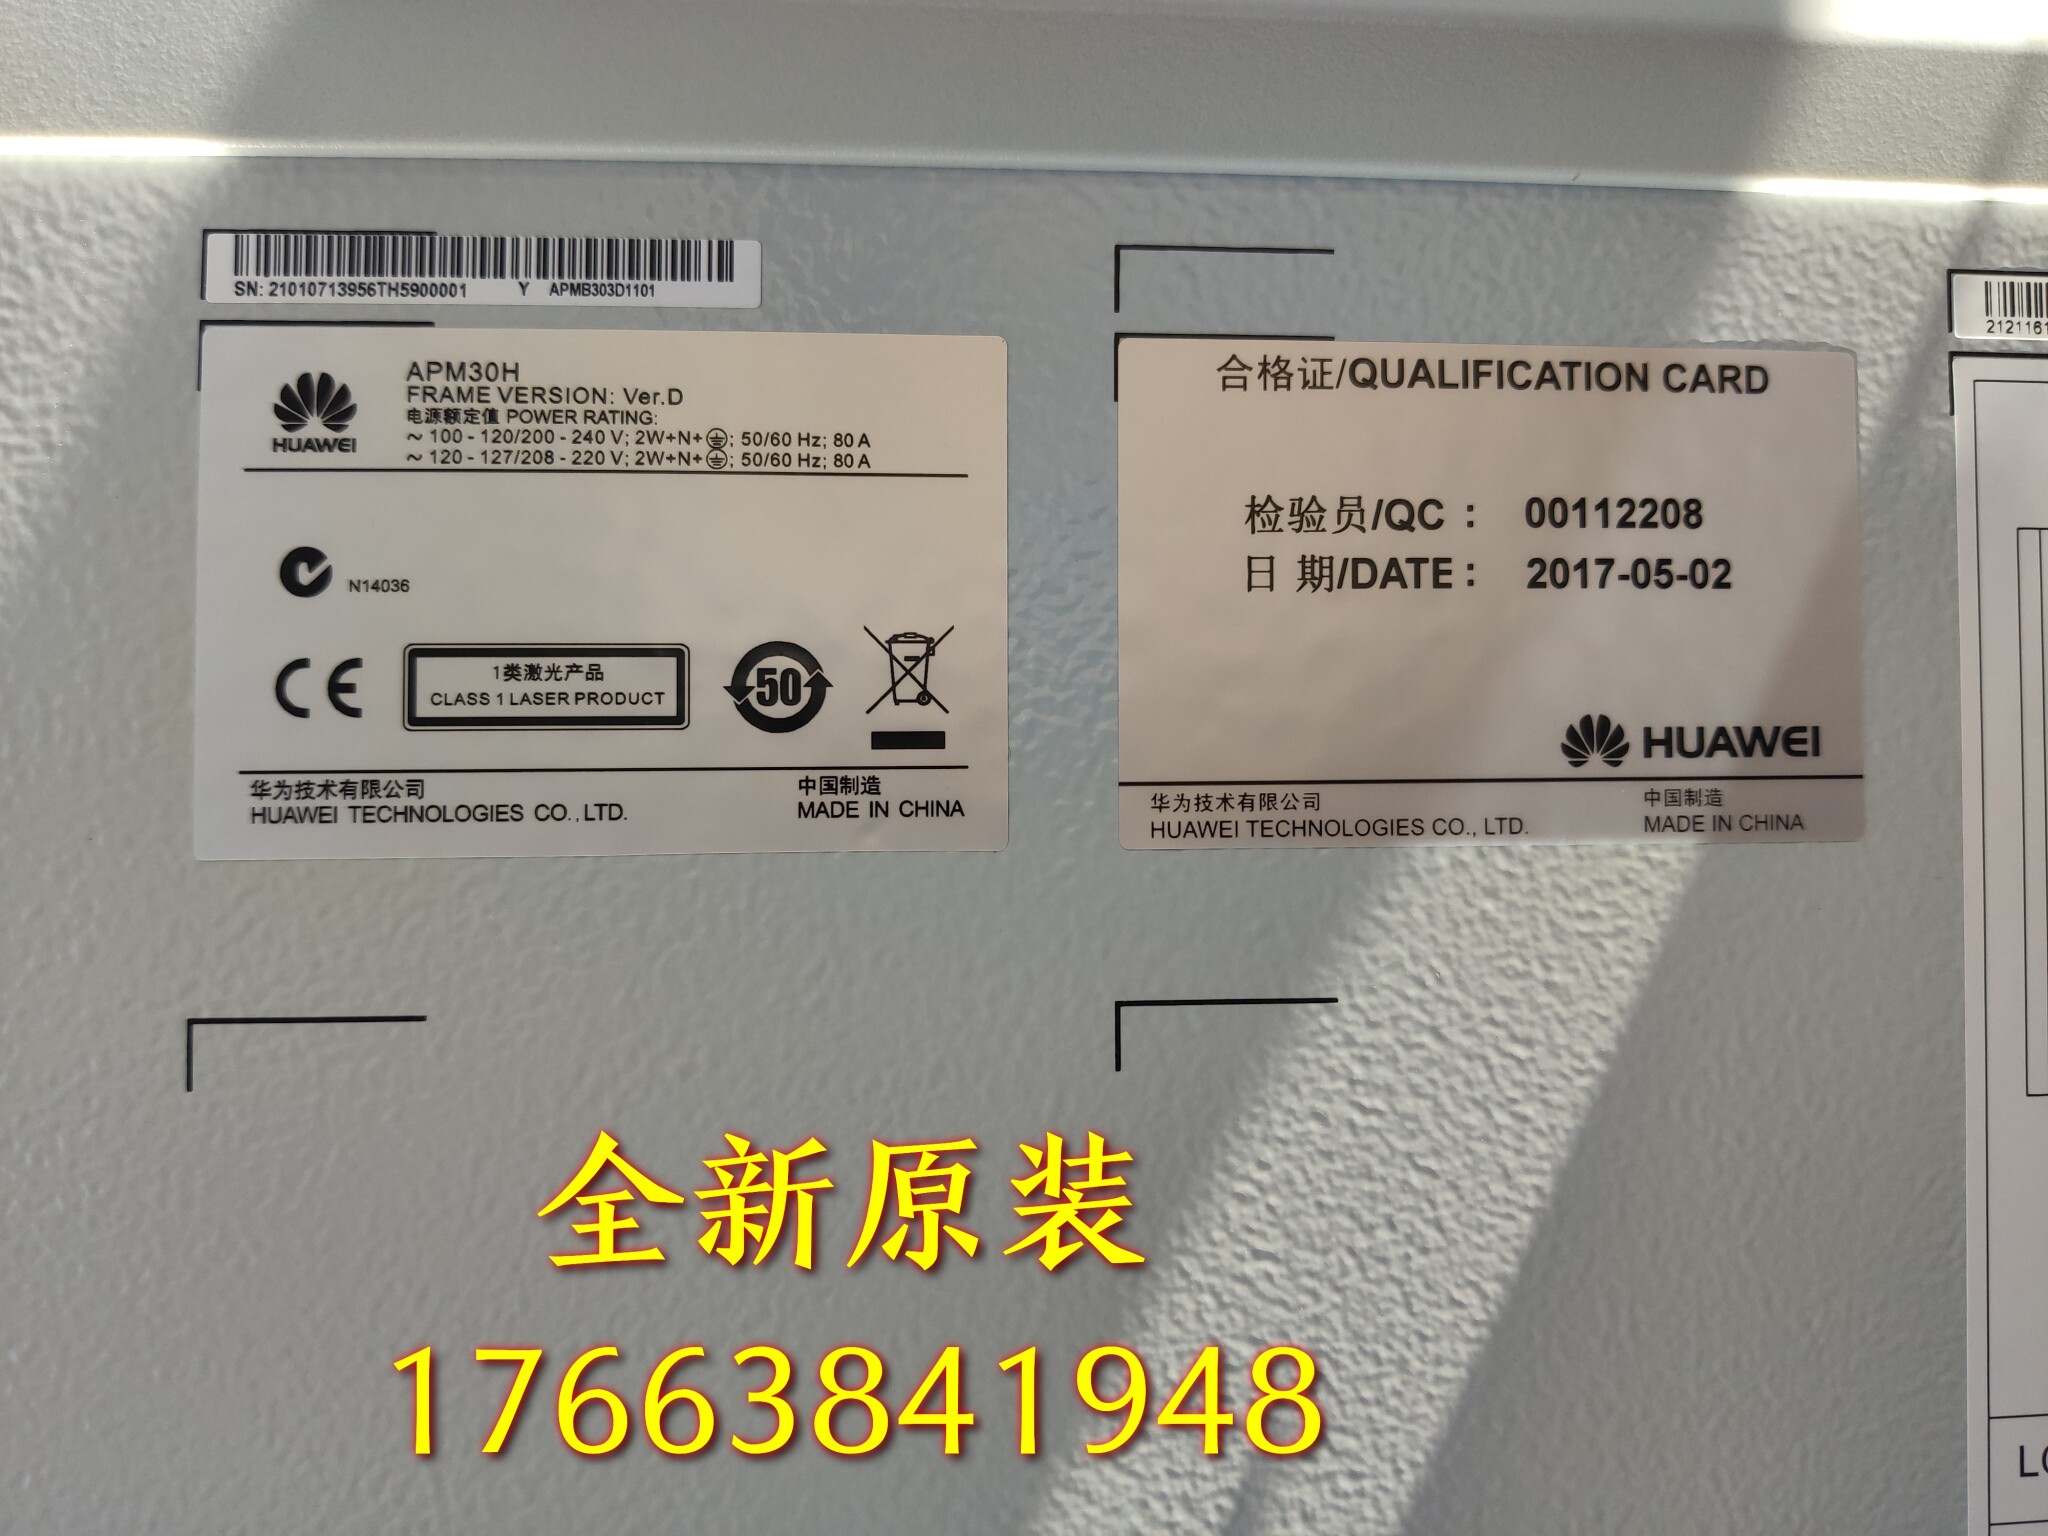 SN: 21010713956TH5900001 Y APMB303D1101
HUAWEI
APM30H
FRAME VERSION: Ver.D
电源额定值 POWER RATING:
~ 100 - 120/200 - 240 V; 2W+N+⏚; 50/60 Hz; 80 A
~ 120 - 127/208 - 220 V; 2W+N+⏚; 50/60 Hz; 80 A
N14036
CE
1类激光产品
CLASS 1 LASER PRODUCT
50
华为技术有限公司
HUAWEI TECHNOLOGIES CO., LTD.
中国制造
MADE IN CHINA
合格证/QUALIFICATION CARD
检验员/QC： 00112208
日 期/DATE： 2017-05-02
HUAWEI
华为技术有限公司
HUAWEI TECHNOLOGIES CO., LTD.
中国制造
MADE IN CHINA
全新原装
17663841948